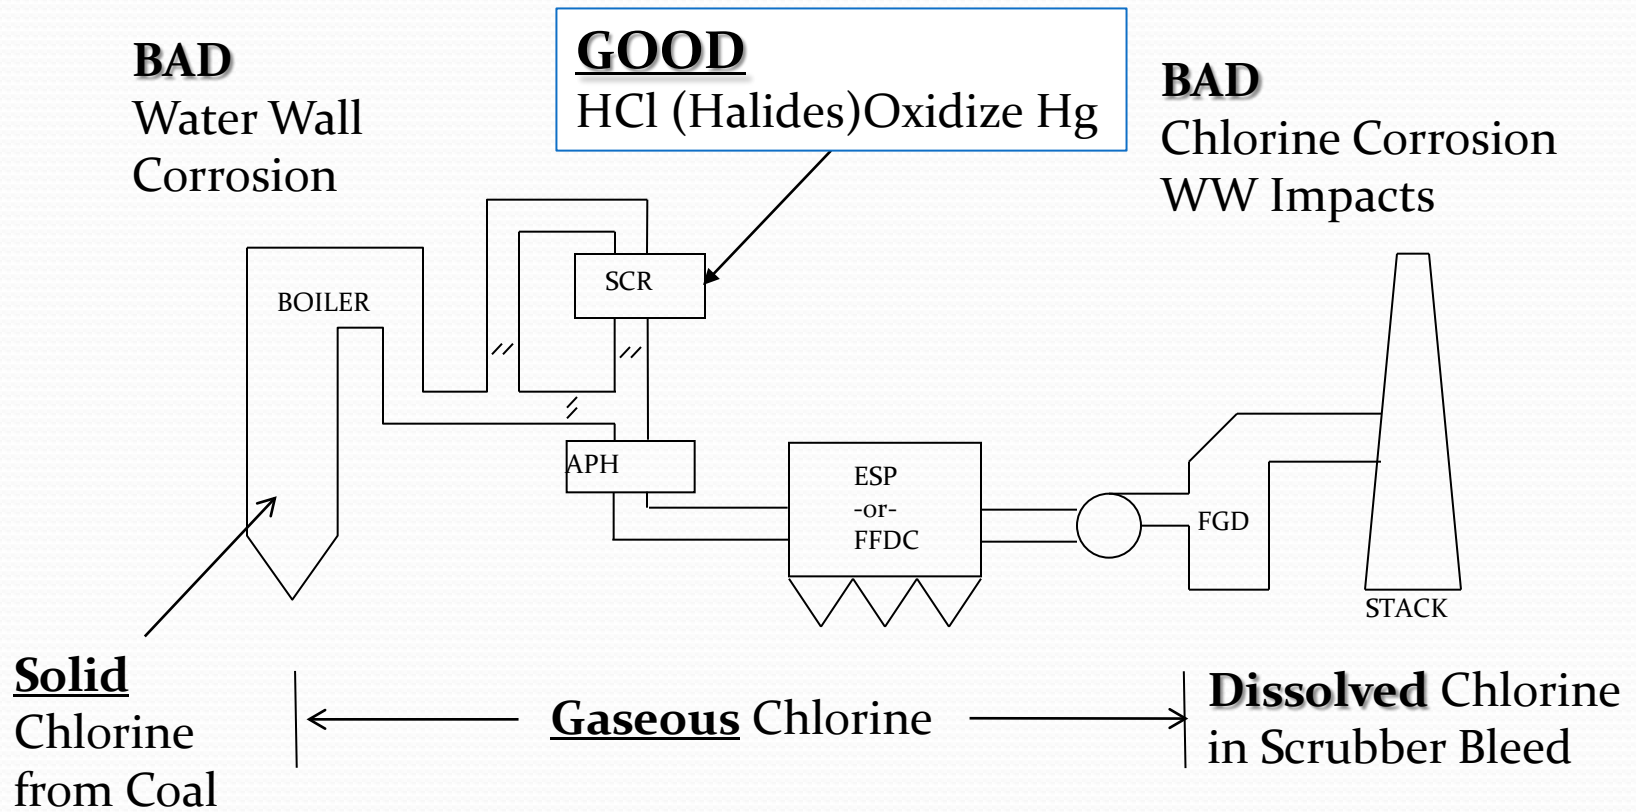 BAD
Water Wall
Corrosion
GOOD
HCl (Halides)Oxidize Hg
BAD
Chlorine Corrosion
WW Impacts
BOILER
SCR
APH
ESP
-or-
FFDC
FGD
STACK
Solid
Chlorine
from Coal
Gaseous Chlorine
Dissolved Chlorine
in Scrubber Bleed